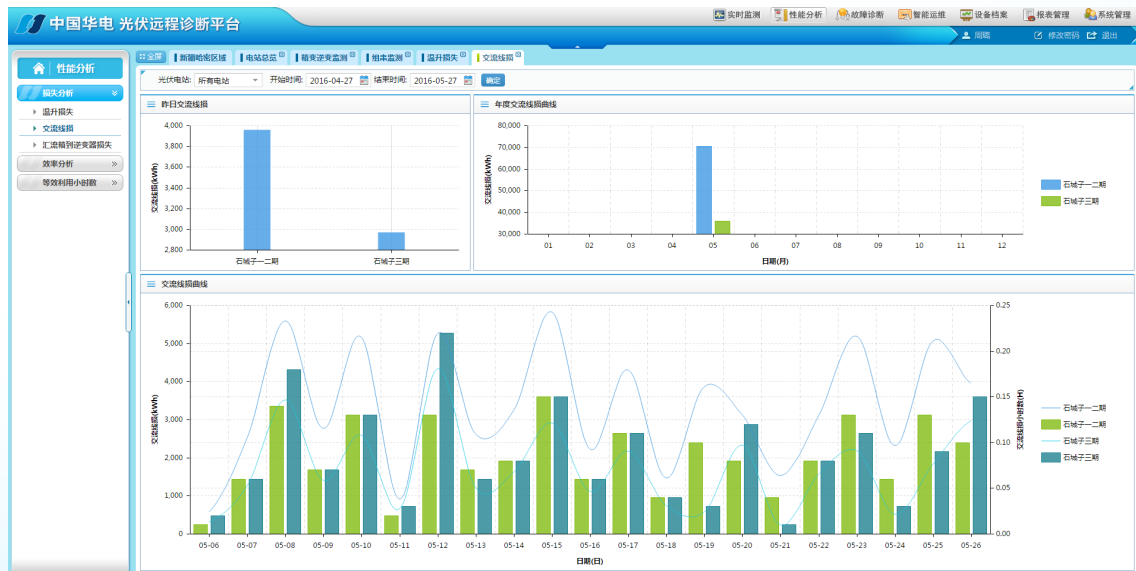 中国华电 光伏远程诊断平台
实时监测 性能分析 故障诊断 智能运维 设备档案 报表管理 系统管理
周晴 修改密码 退出
性能分析
损失分析
温升损失
交流线损
汇流箱到逆变器损失
效率分析
等效利用小时数
全屏 新疆哈密区域 电站总览 箱变逆变监测 组串监测 温升损失 交流线损
光伏电站: 所有电站 开始时间: 2016-04-27 结束时间: 2016-05-27 确定
昨日交流线损
交流线损(kWh)
4,000
3,800
3,600
3,400
3,200
3,000
2,800
石城子一二期 石城子三期
年度交流线损曲线
交流线损(kWh)
80,000
70,000
60,000
50,000
40,000
30,000
01 02 03 04 05 06 07 08 09 10 11 12
日期(月)
石城子一二期
石城子三期
交流线损曲线
交流线损(kWh)
6,000
5,000
4,000
3,000
2,000
1,000
0
05-06 05-07 05-08 05-09 05-10 05-11 05-12 05-13 05-14 05-15 05-16 05-17 05-18 05-19 05-20 05-21 05-22 05-23 05-24 05-25 05-26
日期(日)
0.25
0.20
0.15
0.10
0.05
0.00
交流线损小时数(H)
石城子一二期
石城子一二期
石城子三期
石城子三期